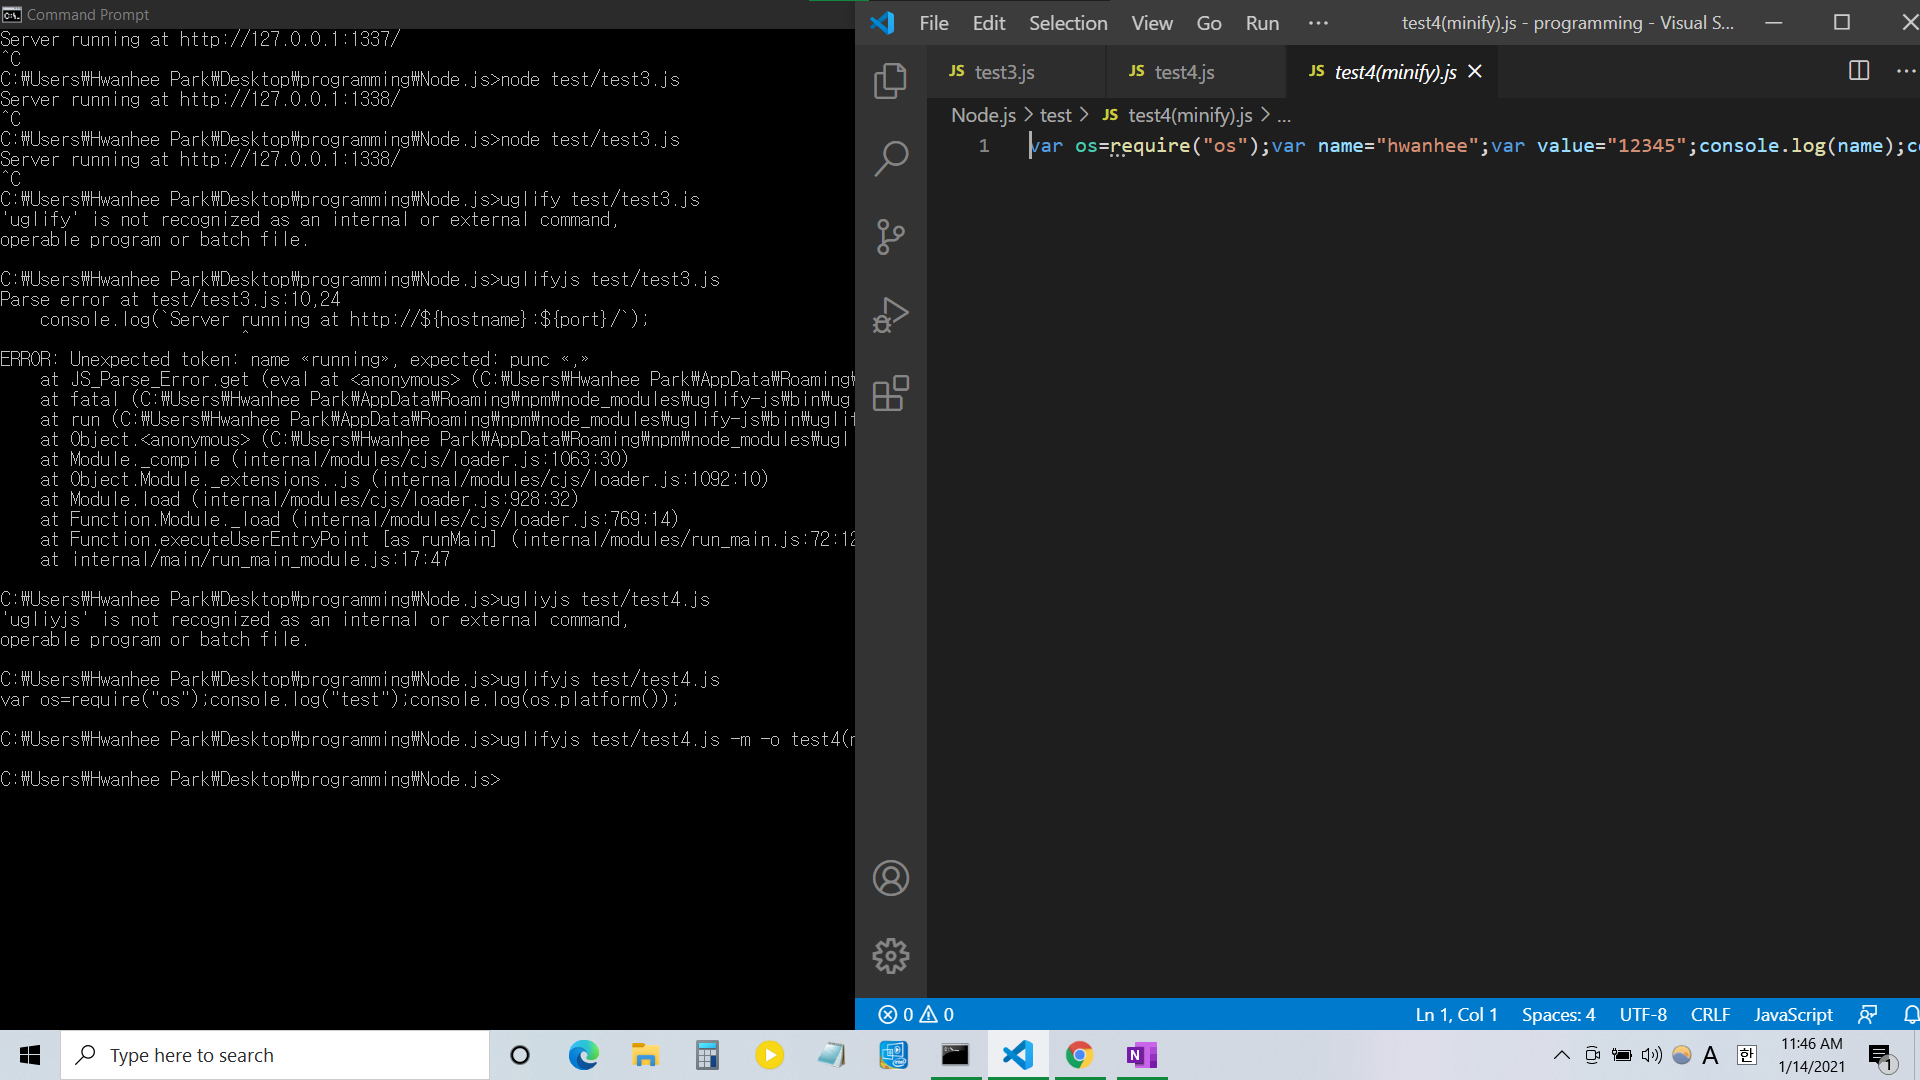 Command Prompt
Server running at http://127.0.0.1:1337/
^C
C:₩Users₩Hwanhee Park₩Desktop₩programming₩Node.js>node test/test3.js
Server running at http://127.0.0.1:1338/
^C
C:₩Users₩Hwanhee Park₩Desktop₩programming₩Node.js>node test/test3.js
Server running at http://127.0.0.1:1338/
^C
C:₩Users₩Hwanhee Park₩Desktop₩programming₩Node.js>uglify test/test3.js
'uglify' is not recognized as an internal or external command,
operable program or batch file.
C:₩Users₩Hwanhee Park₩Desktop₩programming₩Node.js>uglifyjs test/test3.js
Parse error at test/test3.js:10,24
console.log(`Server running at http://${hostname}:${port}/`);
^
ERROR: Unexpected token: name «running», expected: punc «,»
at JS_Parse_Error.get (eval at <anonymous> (C:₩Users₩Hwanhee Park₩AppData₩Roaming₩
at fatal (C:₩Users₩Hwanhee Park₩AppData₩Roaming₩npm₩node_modules₩uglify-js₩bin₩ug
at run (C:₩Users₩Hwanhee Park₩AppData₩Roaming₩npm₩node_modules₩uglify-js₩bin₩uglif
at Object.<anonymous> (C:₩Users₩Hwanhee Park₩AppData₩Roaming₩npm₩node_modules₩ugl
at Module._compile (internal/modules/cjs/loader.js:1063:30)
at Object.Module._extensions..js (internal/modules/cjs/loader.js:1092:10)
at Module.load (internal/modules/cjs/loader.js:928:32)
at Function.Module._load (internal/modules/cjs/loader.js:769:14)
at Function.executeUserEntryPoint [as runMain] (internal/modules/run_main.js:72:12
at internal/main/run_main_module.js:17:47
C:₩Users₩Hwanhee Park₩Desktop₩programming₩Node.js>ugliyjs test/test4.js
'ugliyjs' is not recognized as an internal or external command,
operable program or batch file.
C:₩Users₩Hwanhee Park₩Desktop₩programming₩Node.js>uglifyjs test/test4.js
var os=require("os");console.log("test");console.log(os.platform());
C:₩Users₩Hwanhee Park₩Desktop₩programming₩Node.js>uglifyjs test/test4.js -m -o test4(
C:₩Users₩Hwanhee Park₩Desktop₩programming₩Node.js>
File Edit Selection View Go Run ··· test4(minify).js - programming - Visual S...
JS test3.js JS test4.js JS test4(minify).js
Node.js > test > JS test4(minify).js > ...
1 var os=require("os");var name="hwanhee";var value="12345";console.log(name);c
0 0 Ln 1, Col 1 Spaces: 4 UTF-8 CRLF JavaScript
Type here to search
A 한 11:46 AM
1/14/2021
1